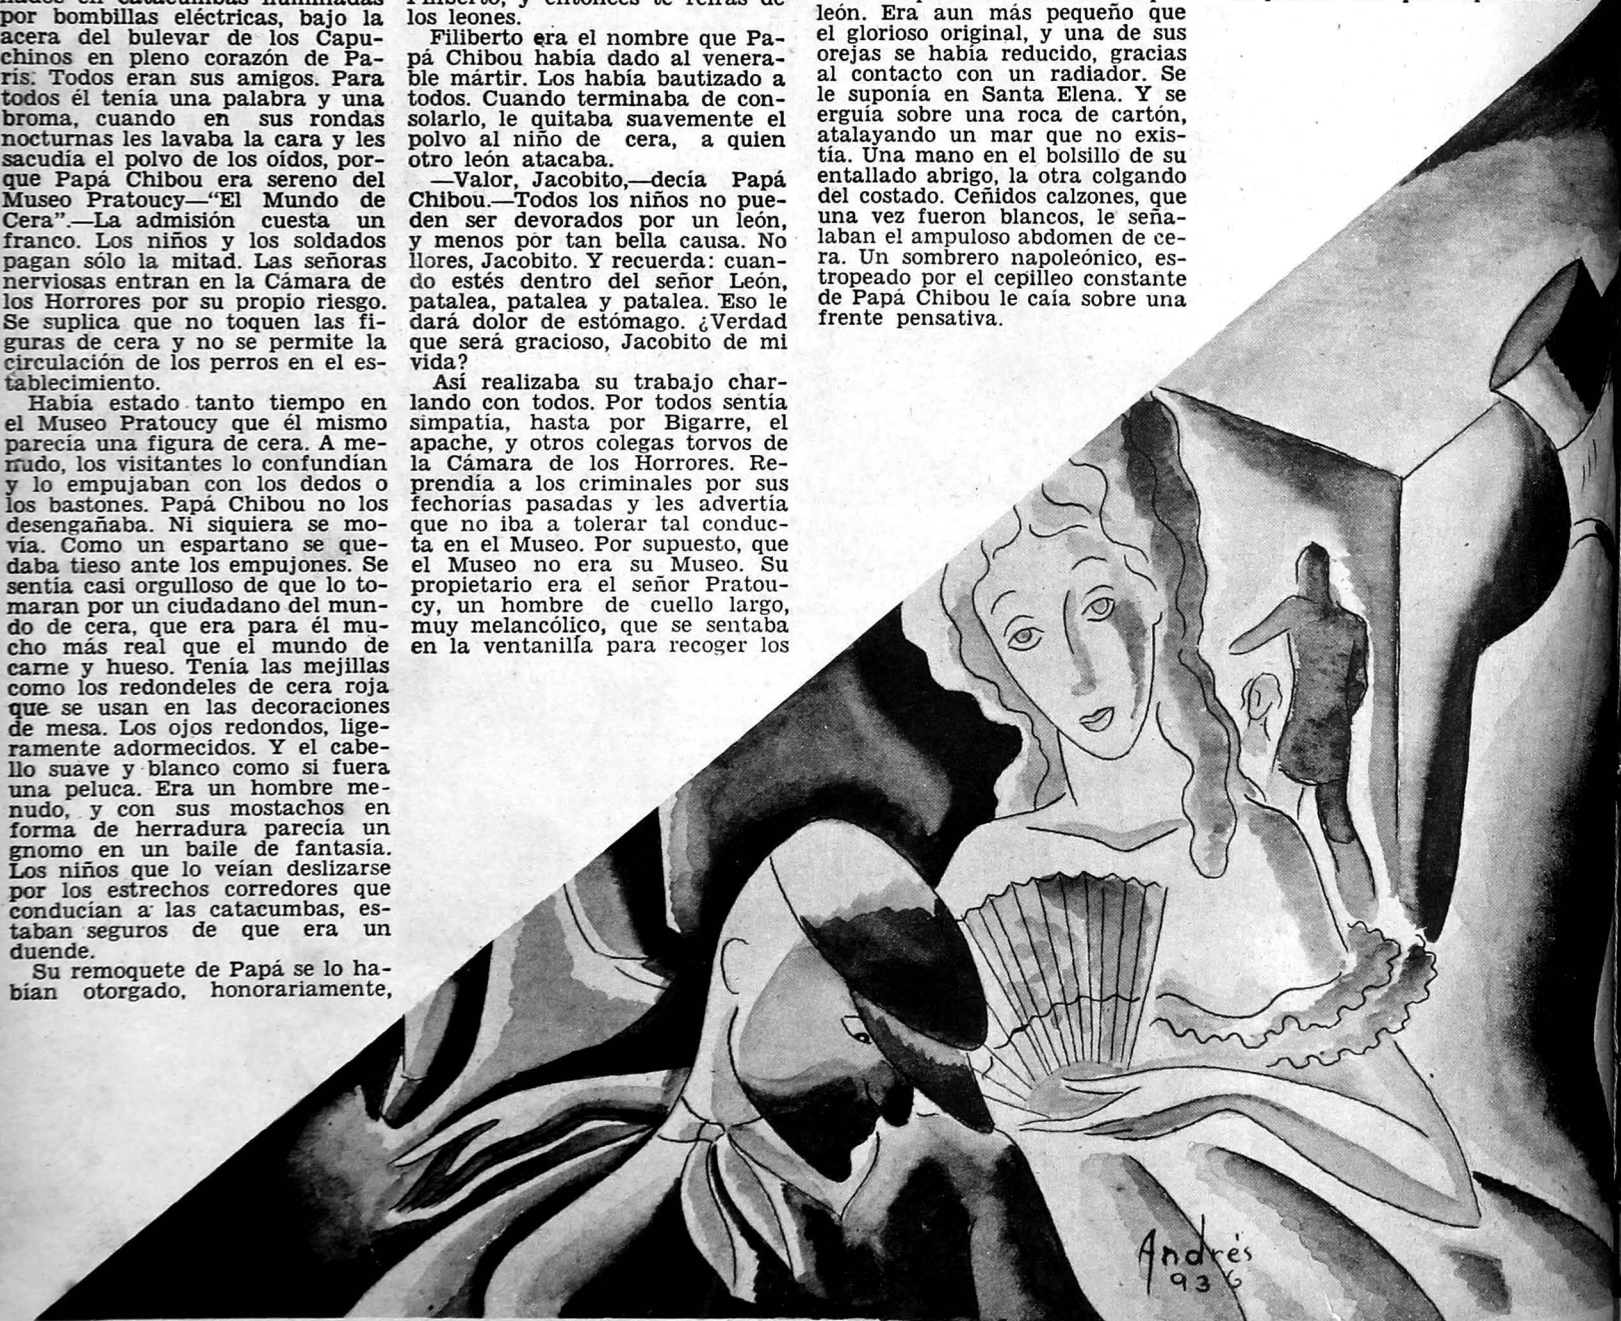 por bombillas eléctricas, bajo la
acera del bulevar de los Capu-
chinos en pleno corazón de Pa-
rís. Todos eran sus amigos. Para
todos él tenía una palabra y una
broma, cuando en sus rondas
nocturnas les lavaba la cara y les
sacudía el polvo de los oídos, por-
que Papá Chibou era sereno del
Museo Pratoucy—“El Mundo de
Cera”.—La admisión cuesta un
franco. Los niños y los soldados
pagan sólo la mitad. Las señoras
nerviosas entran en la Cámara de
los Horrores por su propio riesgo.
Se suplica que no toquen las fi-
guras de cera y no se permite la
circulación de los perros en el es-
tablecimiento.
Había estado tanto tiempo en
el Museo Pratoucy que él mismo
parecía una figura de cera. A me-
nudo, los visitantes lo confundían
y lo empujaban con los dedos o
los bastones. Papá Chibou no los
desengañaba. Ni siquiera se mo-
vía. Como un espartano se que-
daba tieso ante los empujones. Se
sentía casi orgulloso de que lo to-
maran por un ciudadano del mun-
do de cera, que era para él mu-
cho más real que el mundo de
carne y hueso. Tenía las mejillas
como los redondeles de cera roja
que se usan en las decoraciones
de mesa. Los ojos redondos, lige-
ramente adormecidos. Y el cabe-
llo suave y blanco como si fuera
una peluca. Era un hombre me-
nudo, y con sus mostachos en
forma de herradura parecía un
gnomo en un baile de fantasía.
Los niños que lo veían deslizarse
por los estrechos corredores que
conducían a las catacumbas, es-
taban seguros de que era un
duende.
Su remoquete de Papá se lo ha-
bían otorgado, honorariamente,
los leones.
Filiberto era el nombre que Pa-
pá Chibou había dado al venera-
ble mártir. Los había bautizado a
todos. Cuando terminaba de con-
solarlo, le quitaba suavemente el
polvo al niño de cera, a quien
otro león atacaba.
—Valor, Jacobito,—decía Papá
Chibou.—Todos los niños no pue-
den ser devorados por un león,
y menos por tan bella causa. No
llores, Jacobito. Y recuerda: cuan-
do estés dentro del señor León,
patalea, patalea y patalea. Eso le
dará dolor de estómago. ¿Verdad
que será gracioso, Jacobito de mi
vida?
Así realizaba su trabajo char-
lando con todos. Por todos sentía
simpatía, hasta por Bigarre, el
apache, y otros colegas torvos de
la Cámara de los Horrores. Re-
prendía a los criminales por sus
fechorías pasadas y les advertía
que no iba a tolerar tal conduc-
ta en el Museo. Por supuesto, que
el Museo no era su Museo. Su
propietario era el señor Pratou-
cy, un hombre de cuello largo,
muy melancólico, que se sentaba
en la ventanilla para recoger los
león. Era aun más pequeño que
el glorioso original, y una de sus
orejas se había reducido, gracias
al contacto con un radiador. Se
le suponía en Santa Elena. Y se
erguía sobre una roca de cartón,
atalayando un mar que no exis-
tía. Una mano en el bolsillo de su
entallado abrigo, la otra colgando
del costado. Ceñidos calzones, que
una vez fueron blancos, le seña-
laban el ampuloso abdomen de ce-
ra. Un sombrero napoleónico, es-
tropeado por el cepilleo constante
de Papá Chibou le caía sobre una
frente pensativa.
Andrés
936